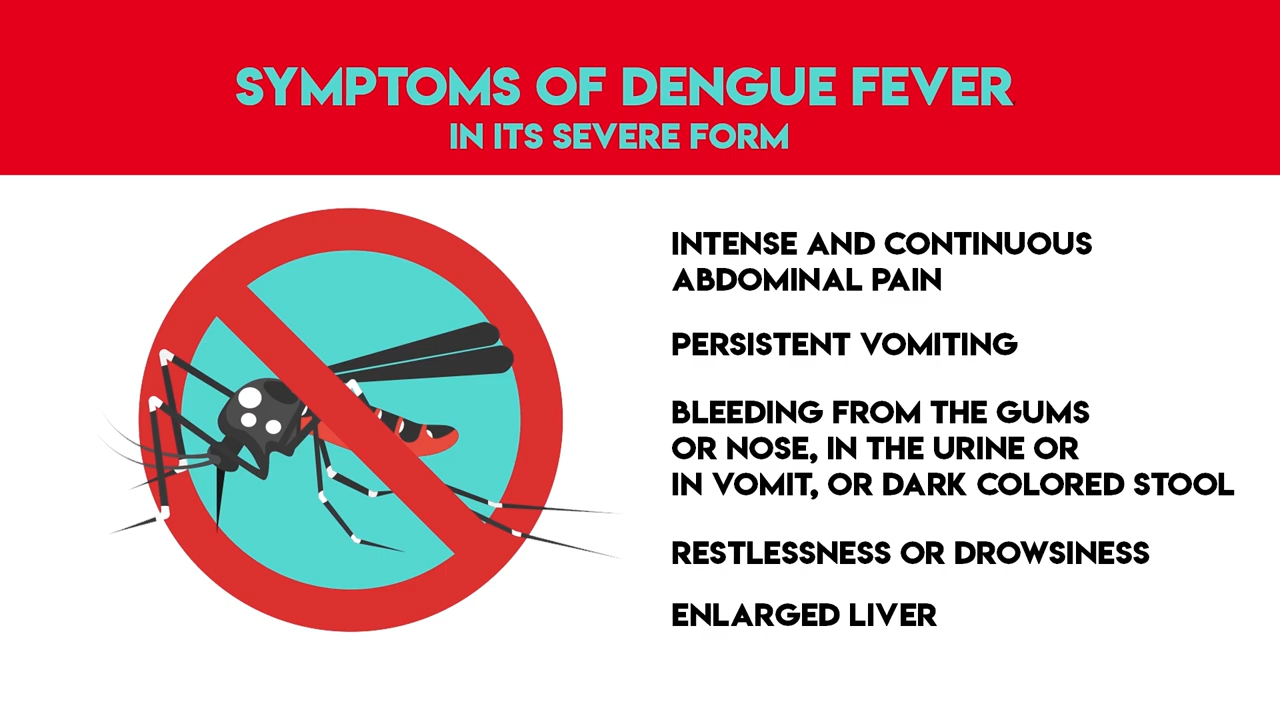 SYMPTOMS OF DENGUE FEVER
IN ITS SEVERE FORM
INTENSE AND CONTINUOUS
ABDOMINAL PAIN
PERSISTENT VOMITING
BLEEDING FROM THE GUMS
OR NOSE, IN THE URINE OR
IN VOMIT, OR DARK COLORED STOOL
RESTLESSNESS OR DROWSINESS
ENLARGED LIVER